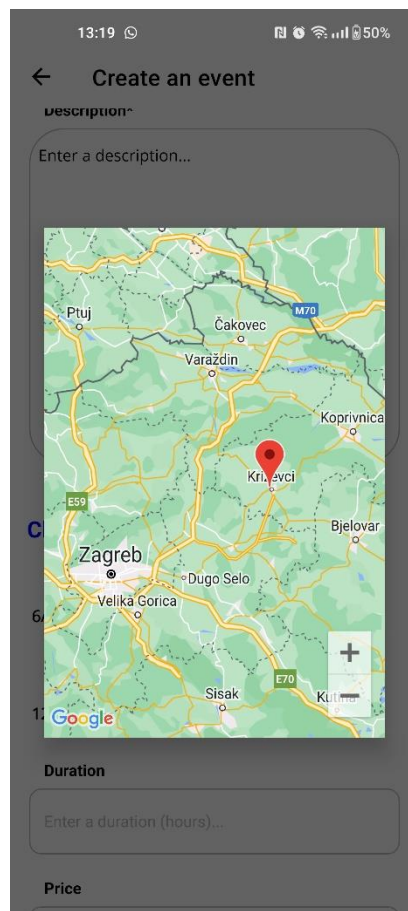 13:19 50%
Create an event
Description*
Enter a description...
M70
Ptuj
Čakovec
Varaždin
Koprivnica
Križevci
E59
Bjelovar
Zagreb
Dugo Selo
Velika Gorica
E70
Sisak
Kutina
Google
Duration
Enter a duration (hours)...
Price